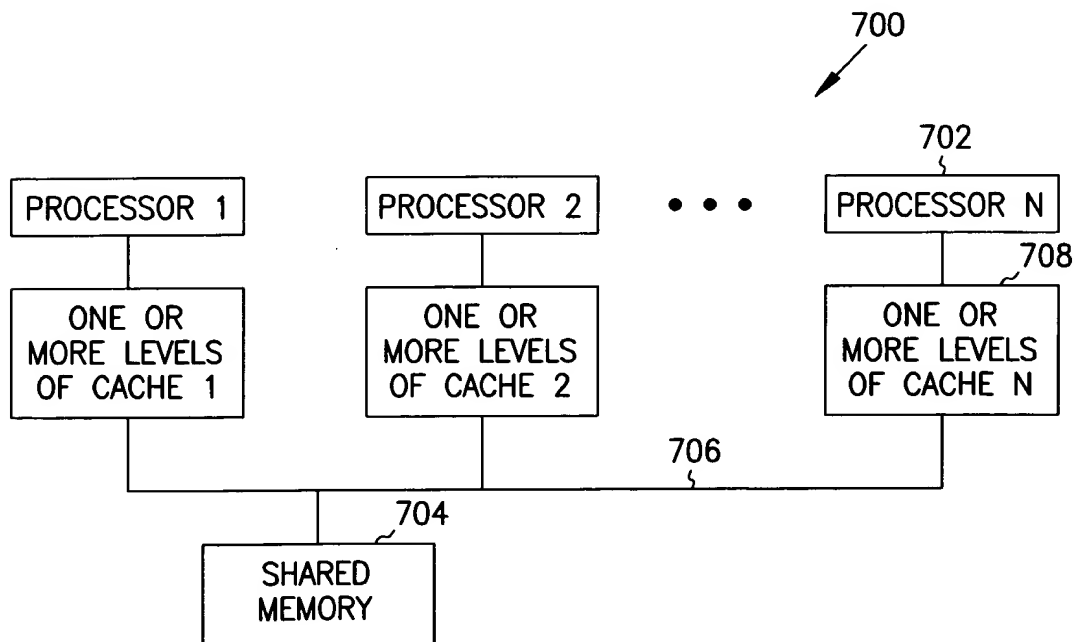 700
702
PROCESSOR 1
PROCESSOR 2
PROCESSOR N
708
ONE OR
MORE LEVELS
OF CACHE 1
ONE OR
MORE LEVELS
OF CACHE 2
ONE OR
MORE LEVELS
OF CACHE N
706
704
SHARED
MEMORY